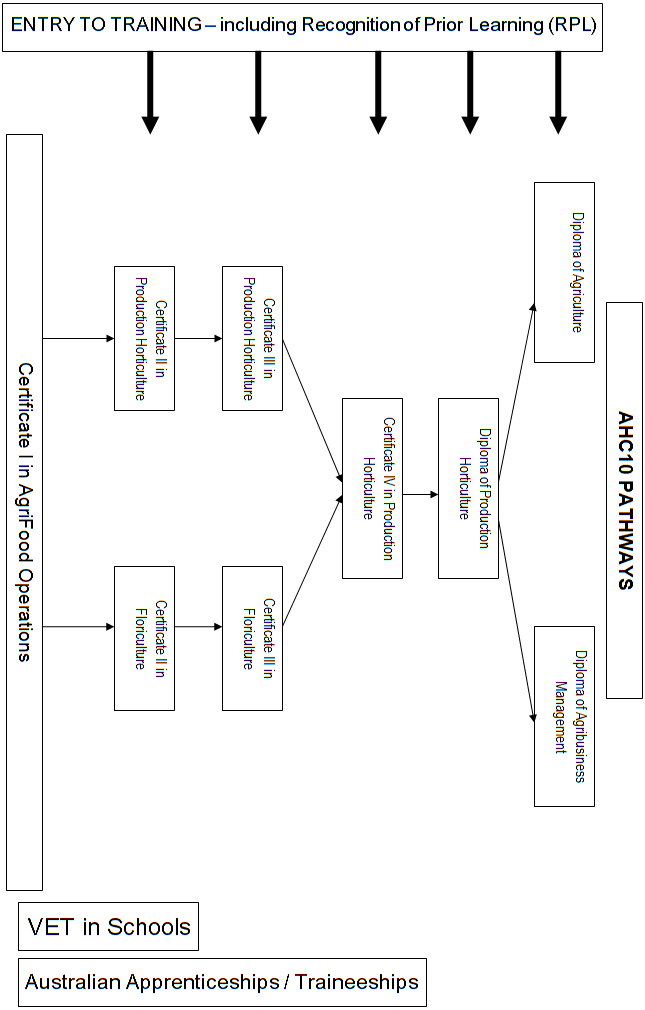 ENTRY TO TRAINING – including Recognition of Prior Learning (RPL)
AHC10 PATHWAYS
Certificate I in AgriFood Operations
Certificate II in
Production Horticulture
Certificate III in
Production Horticulture
Certificate II in
Floriculture
Certificate III in
Floriculture
Certificate IV in Production
Horticulture
Diploma of Production
Horticulture
Diploma of Agriculture
Diploma of Agribusiness
Management
VET in Schools
Australian Apprenticeships / Traineeships